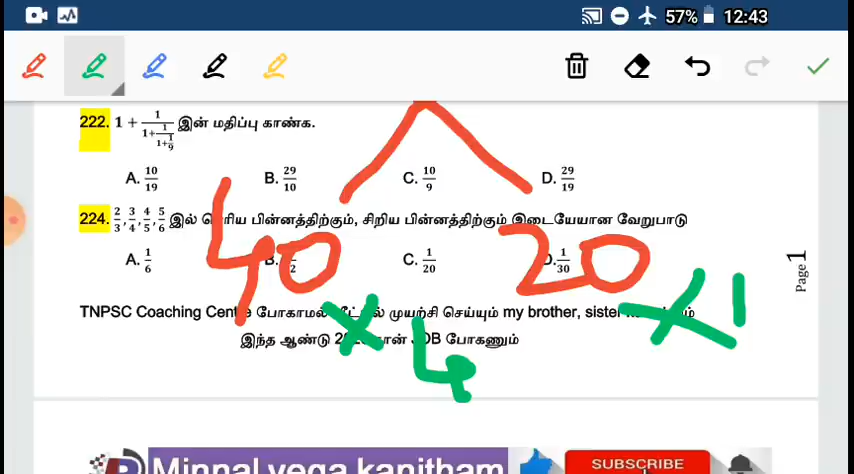 57% 12:43
222. 1 + 1/(1+1/(1+1/9)) இன் மதிப்பு காண்க.
A. 10/19 B. 29/10 C. 10/9 D. 29/19
224. 2/3, 3/4, 4/5, 5/6 இல் பெரிய பின்னத்திற்கும், சிறிய பின்னத்திற்கும் இடையேயான வேறுபாடு
A. 1/6 B. /2 C. 1/20 D. 1/30
40 20
Page 1
TNPSC Coaching போகாமல் முயற்சி செய்யும் my brother, sister
× 4 × 1
இந்த ஆண்டு JOB போகணும்
Minnal vega kanitham SUBSCRIBE